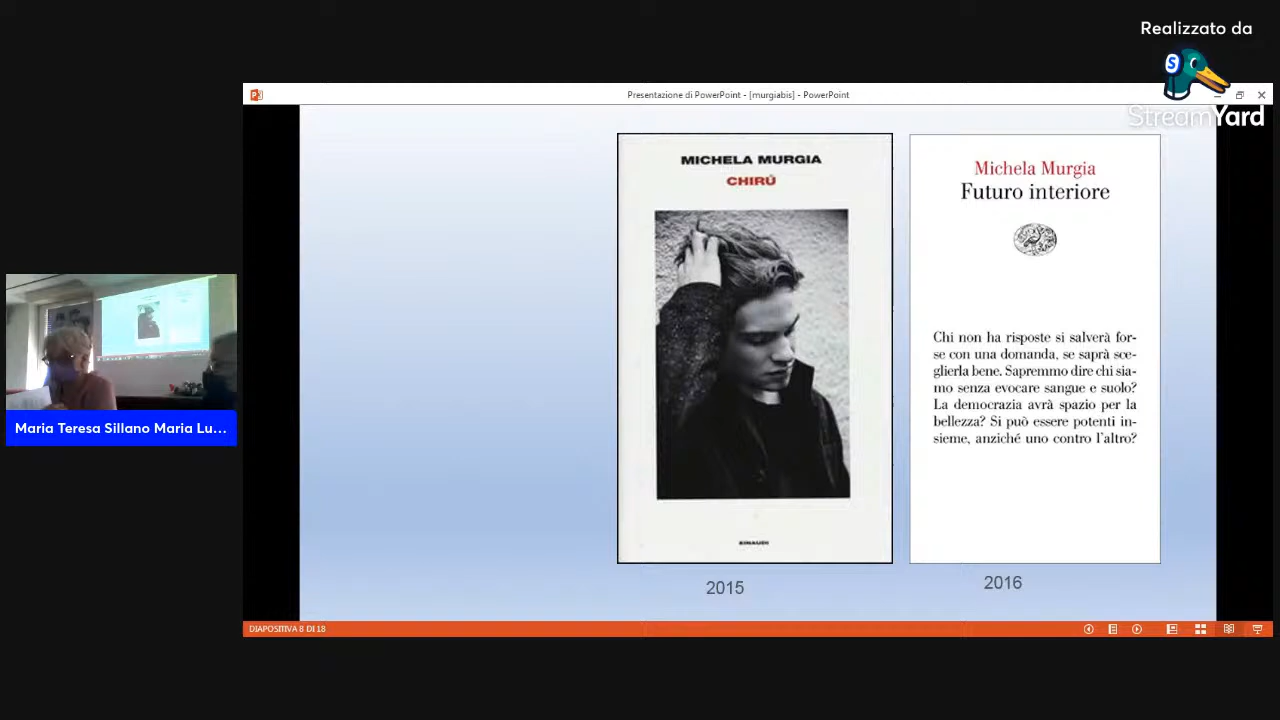 Realizzato da
StreamYard
Presentazione di PowerPoint - [murgiabis] - PowerPoint
MICHELA MURGIA
CHIRÚ
EINAUDI
2015
Michela Murgia
Futuro interiore
Chi non ha risposte si salverà for-
se con una domanda, se saprà sce-
glierla bene. Sapremmo dire chi sia-
mo senza evocare sangue e suolo?
La democrazia avrà spazio per la
bellezza? Si può essere potenti in-
sieme, anziché uno contro l'altro?
2016
Maria Teresa Sillano Maria Lu...
DIAPOSITIVA 8 DI 18